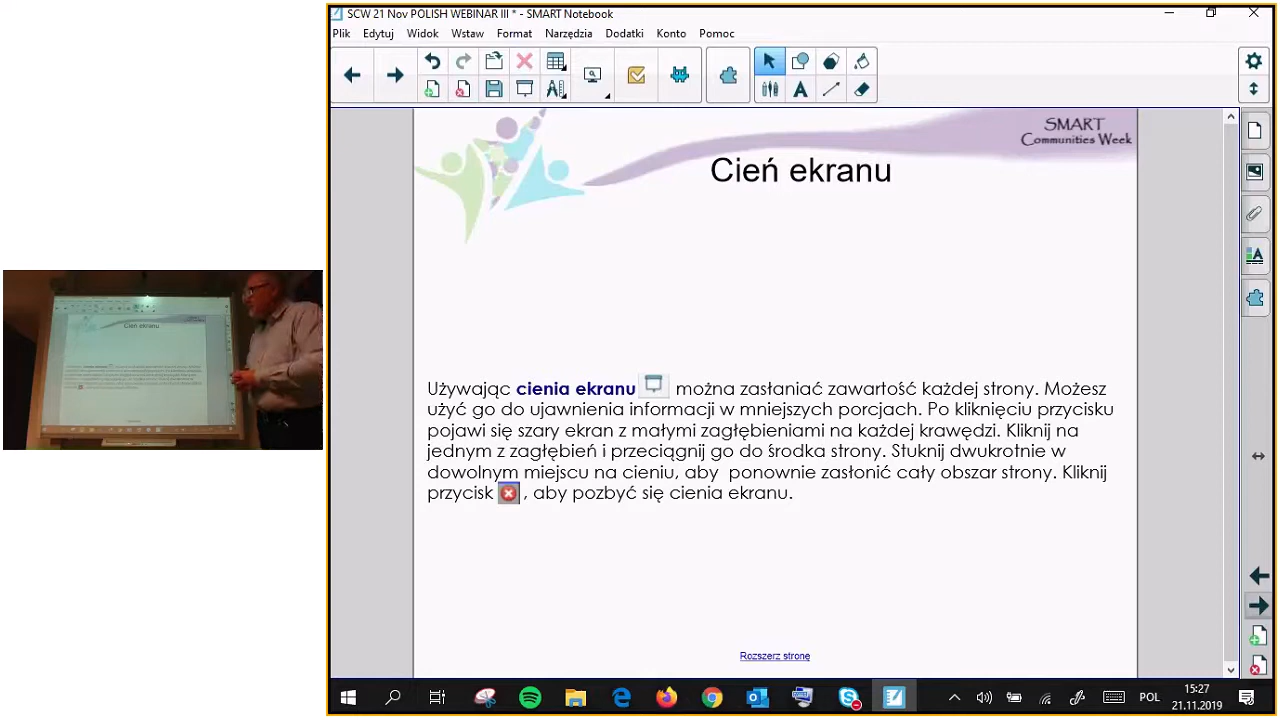 SCW 21 Nov POLISH WEBINAR III * - SMART Notebook
Plik Edytuj Widok Wstaw Format Narzędzia Dodatki Konto Pomoc
SMART
Communities Week
Cień ekranu
Cień ekranu
Używając cienia ekranu można zasłaniać zawartość każdej strony. Możesz
użyć go do ujawnienia informacji w mniejszych porcjach. Po kliknięciu przycisku
pojawi się szary ekran z małymi zagłębieniami na każdej krawędzi. Kliknij na
jednym z zagłębień i przeciągnij go do środka strony. Stuknij dwukrotnie w
dowolnym miejscu na cieniu, aby ponownie zasłonić cały obszar strony. Kliknij
przycisk , aby pozbyć się cienia ekranu.
Rozszerz stronę
POL
15:27
21.11.2019